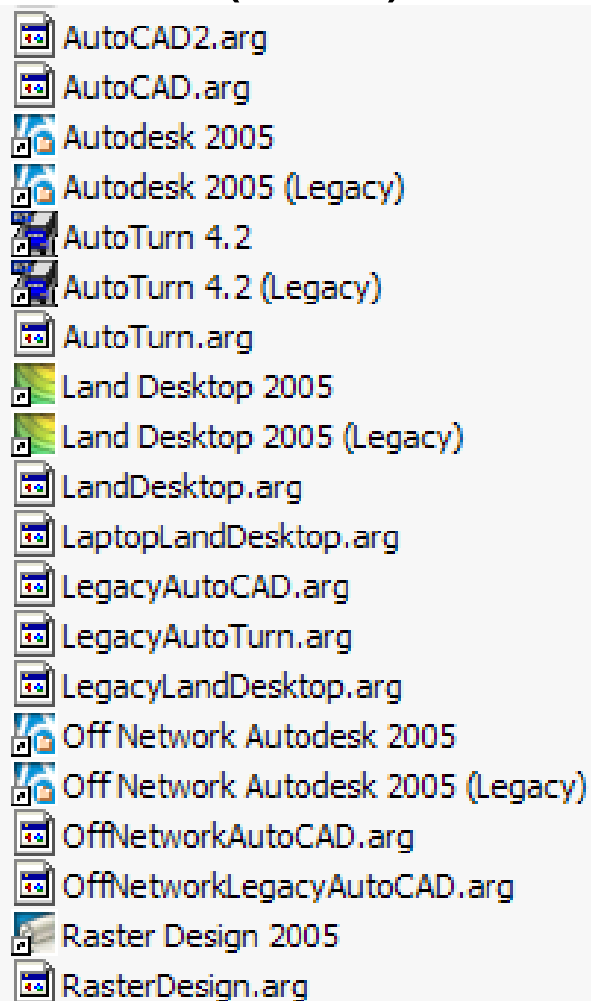 AutoCAD2.arg
AutoCAD.arg
Autodesk 2005
Autodesk 2005 (Legacy)
AutoTurn 4.2
AutoTurn 4.2 (Legacy)
AutoTurn.arg
Land Desktop 2005
Land Desktop 2005 (Legacy)
LandDesktop.arg
LaptopLandDesktop.arg
LegacyAutoCAD.arg
LegacyAutoTurn.arg
LegacyLandDesktop.arg
Off Network Autodesk 2005
Off Network Autodesk 2005 (Legacy)
OffNetworkAutoCAD.arg
OffNetworkLegacyAutoCAD.arg
Raster Design 2005
RasterDesign.arg